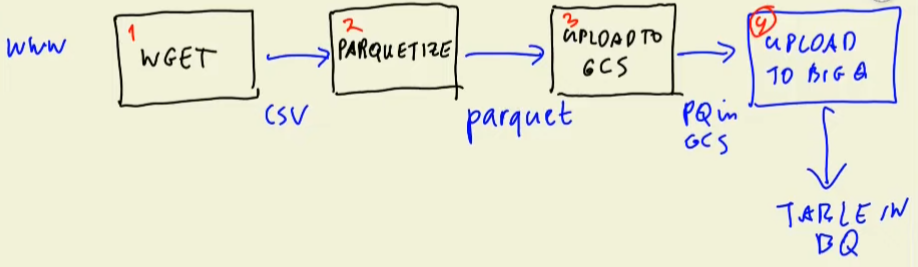 www
1
WGET
CSV
2
PARQUETIZE
parquet
3
UPLOAD TO
GCS
PQ in
GCS
4
UPLOAD
TO BIG Q
TABLE IN
BQ